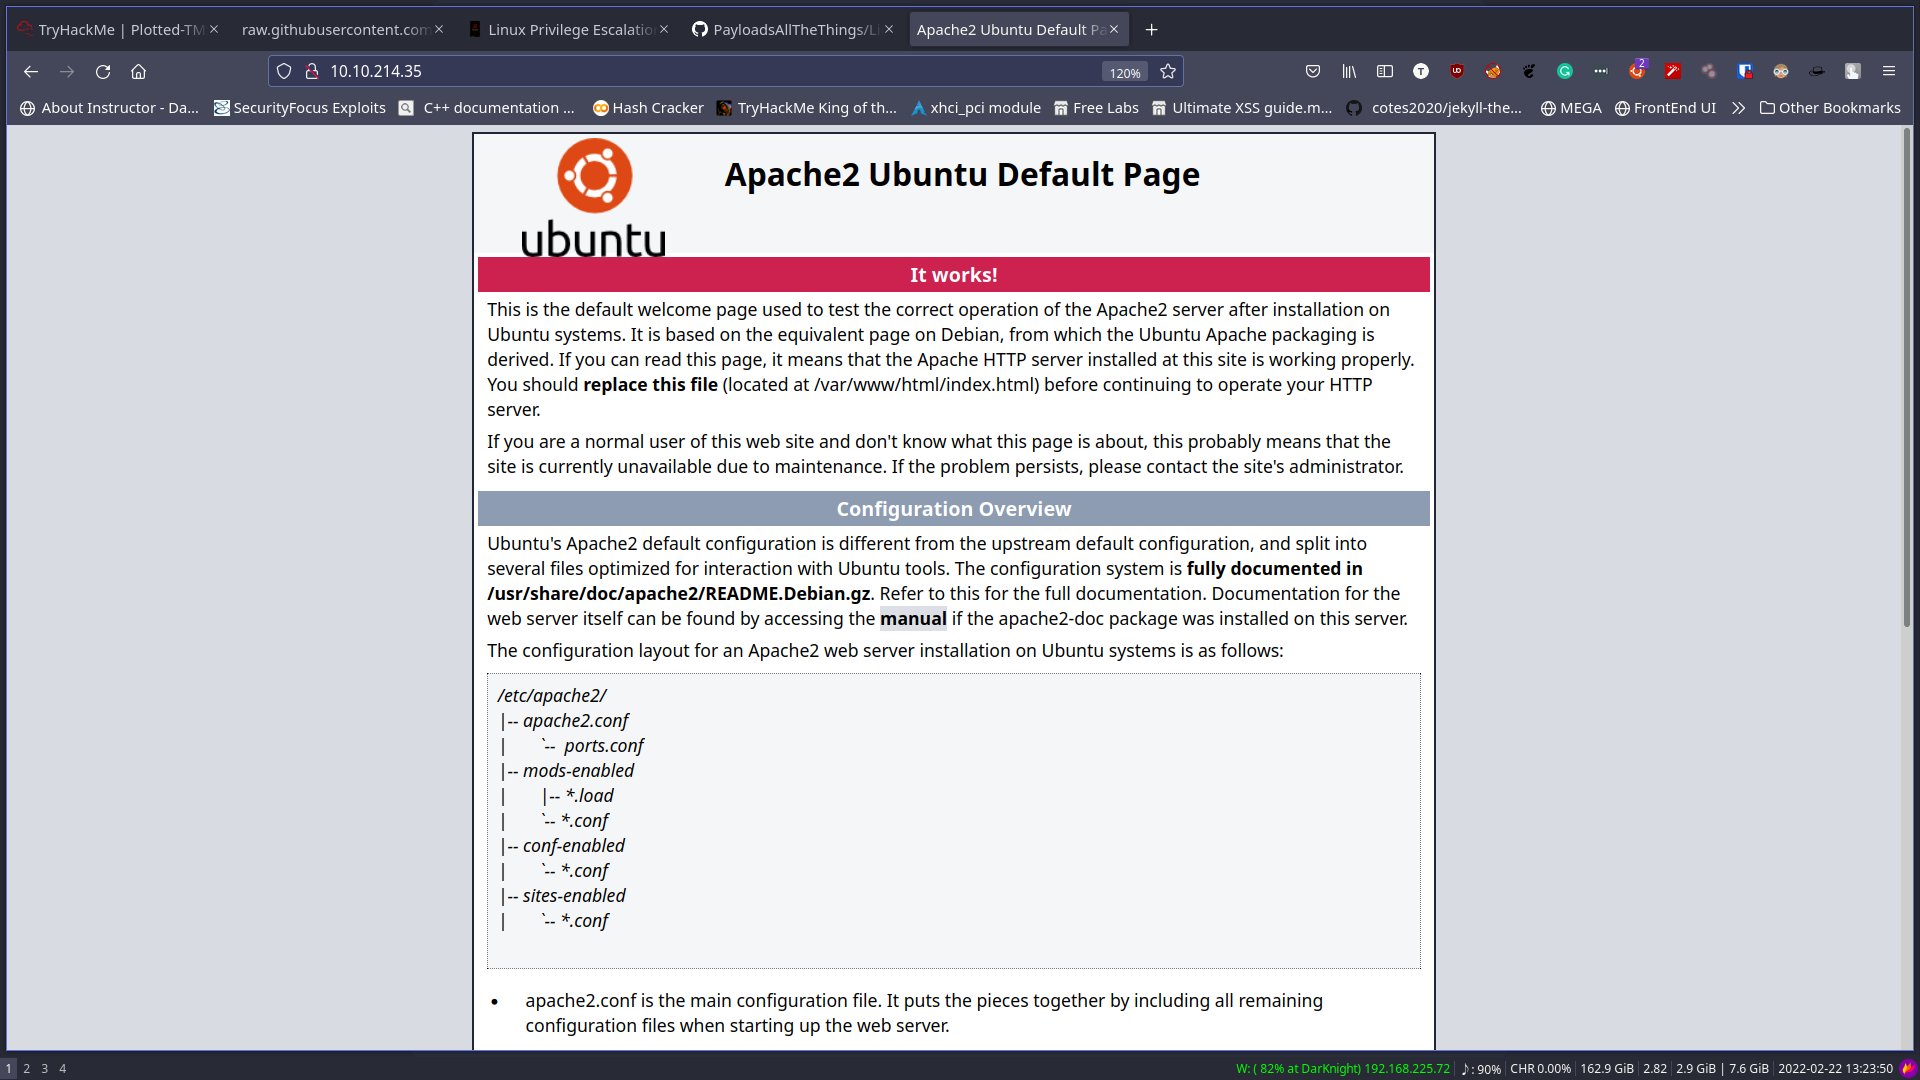 TryHackMe | Plotted-TM
raw.githubusercontent.com
Linux Privilege Escalatio
PayloadsAllTheThings/Li
Apache2 Ubuntu Default Pa
10.10.214.35
120%
2
About Instructor - Da...
SecurityFocus Exploits
C++ documentation ...
Hash Cracker
TryHackMe King of th...
xhci_pci module
Free Labs
Ultimate XSS guide.m...
cotes2020/jekyll-the...
MEGA
FrontEnd UI
Other Bookmarks
ubuntu
Apache2 Ubuntu Default Page
It works!
This is the default welcome page used to test the correct operation of the Apache2 server after installation on
Ubuntu systems. It is based on the equivalent page on Debian, from which the Ubuntu Apache packaging is
derived. If you can read this page, it means that the Apache HTTP server installed at this site is working properly.
You should replace this file (located at /var/www/html/index.html) before continuing to operate your HTTP
server.
If you are a normal user of this web site and don't know what this page is about, this probably means that the
site is currently unavailable due to maintenance. If the problem persists, please contact the site's administrator.
Configuration Overview
Ubuntu's Apache2 default configuration is different from the upstream default configuration, and split into
several files optimized for interaction with Ubuntu tools. The configuration system is fully documented in
/usr/share/doc/apache2/README.Debian.gz. Refer to this for the full documentation. Documentation for the
web server itself can be found by accessing the manual if the apache2-doc package was installed on this server.
The configuration layout for an Apache2 web server installation on Ubuntu systems is as follows:
/etc/apache2/
|-- apache2.conf
|       `--  ports.conf
|-- mods-enabled
|       |-- *.load
|       `-- *.conf
|-- conf-enabled
|       `-- *.conf
|-- sites-enabled
|       `-- *.conf
• apache2.conf is the main configuration file. It puts the pieces together by including all remaining
configuration files when starting up the web server.
1 2 3 4
W: ( 82% at DarKnight) 192.168.225.72 | ♪: 90% | CHR 0.00% | 162.9 GiB | 2.82 | 2.9 GiB | 7.6 GiB | 2022-02-22 13:23:50